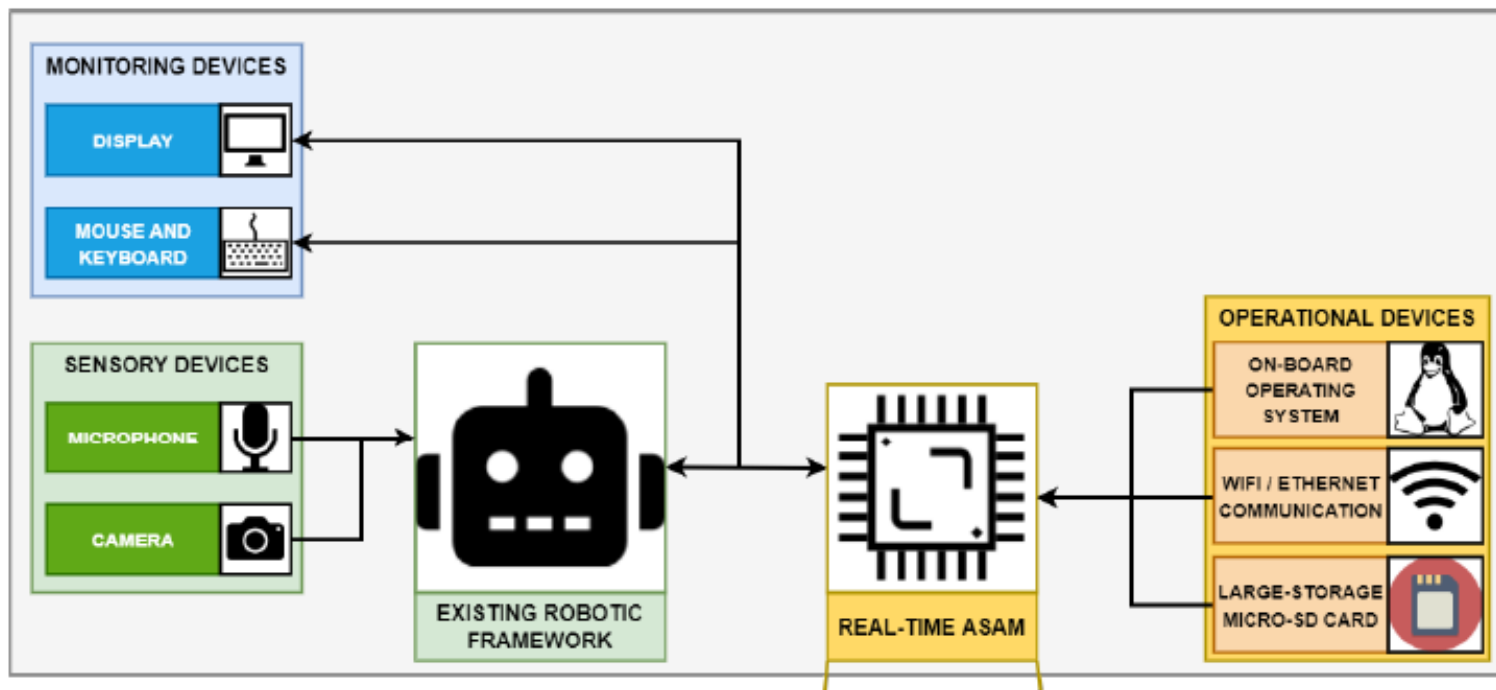 MONITORING DEVICES
DISPLAY
MOUSE AND
KEYBOARD
SENSORY DEVICES
MICROPHONE
CAMERA
EXISTING ROBOTIC
FRAMEWORK
REAL-TIME ASAM
OPERATIONAL DEVICES
ON-BOARD
OPERATING
SYSTEM
WIFI / ETHERNET
COMMUNICATION
LARGE-STORAGE
MICRO-SD CARD